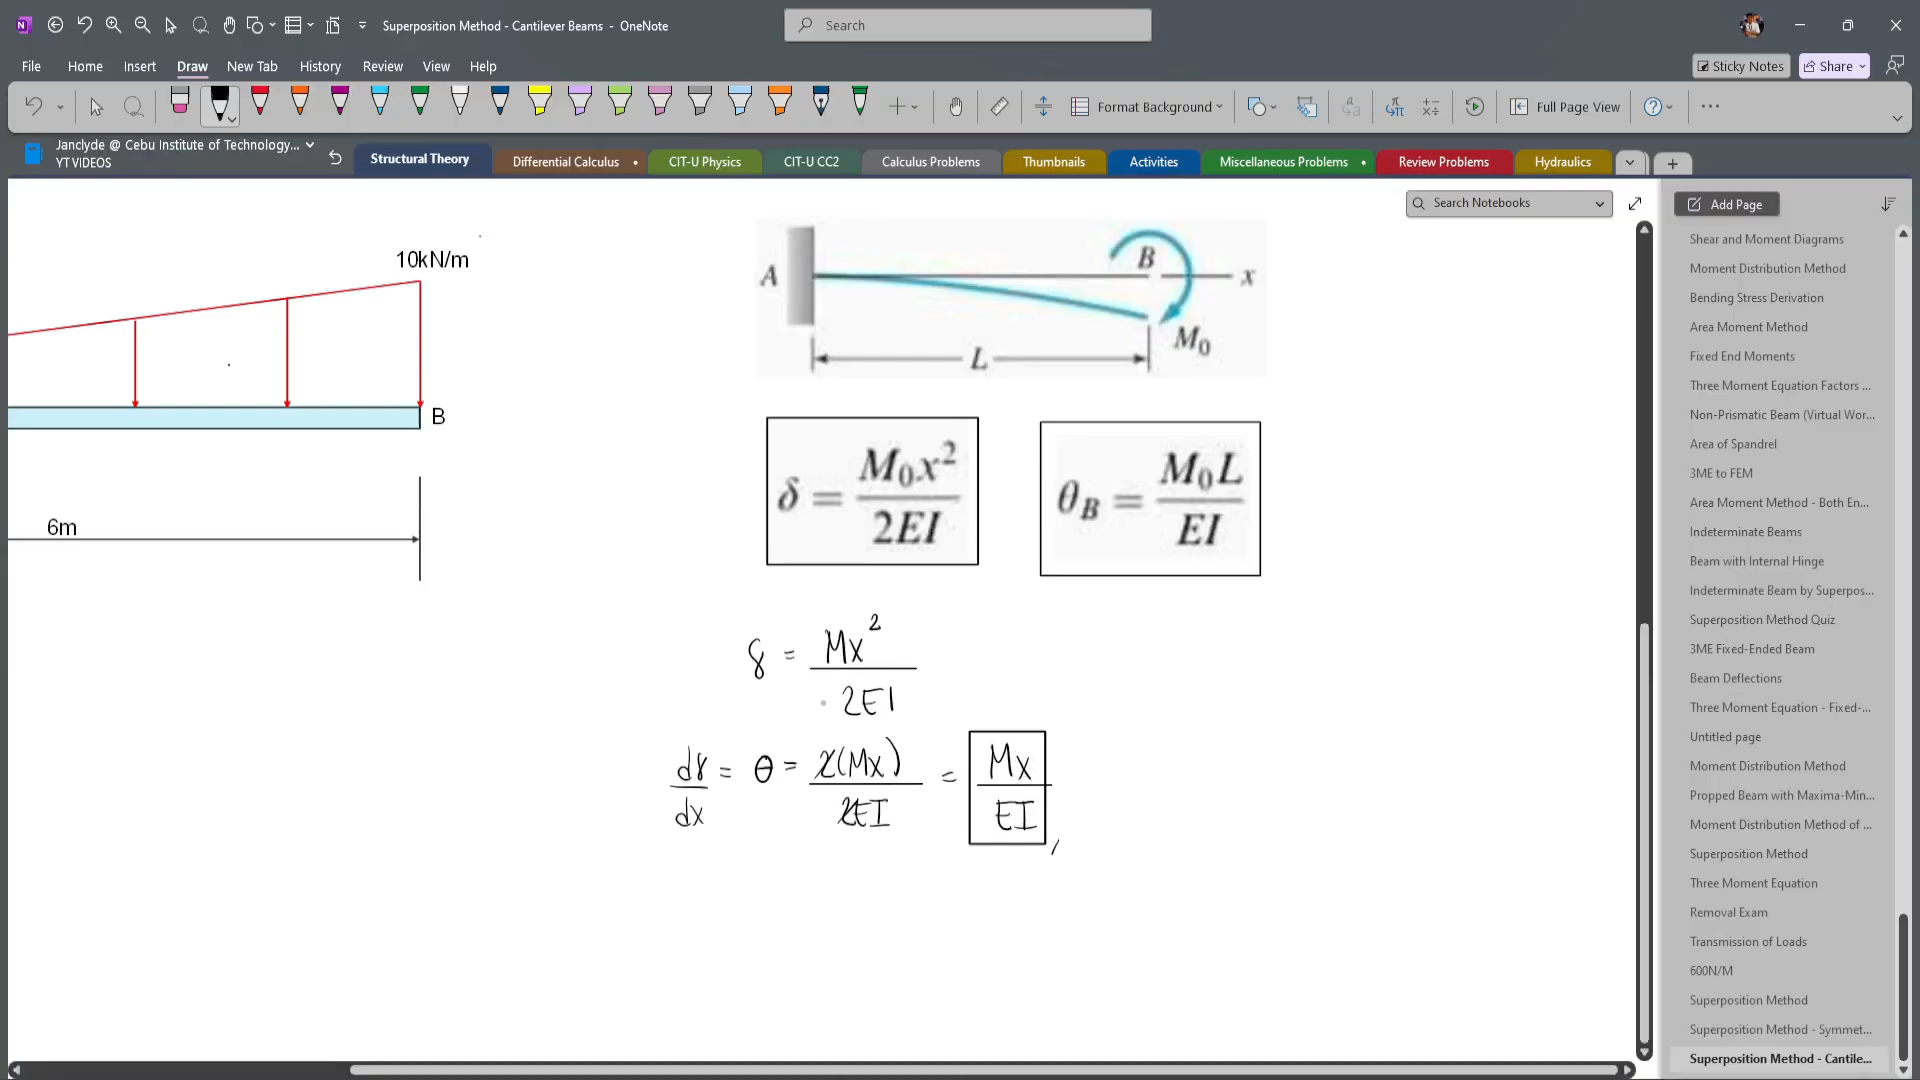 Superposition Method - Cantilever Beams - OneNote
Search
File Home Insert Draw New Tab History Review View Help
Sticky Notes Share
Format Background Full Page View
Janclyde @ Cebu Institute of Technology...
YT VIDEOS
Structural Theory Differential Calculus CIT-U Physics CIT-U CC2 Calculus Problems Thumbnails Activities Miscellaneous Problems Review Problems Hydraulics
Search Notebooks
Add Page
Shear and Moment Diagrams
Moment Distribution Method
Bending Stress Derivation
Area Moment Method
Fixed End Moments
Three Moment Equation Factors ...
Non-Prismatic Beam (Virtual Wor...
Area of Spandrel
3ME to FEM
Area Moment Method - Both En...
Indeterminate Beams
Beam with Internal Hinge
Indeterminate Beam by Superpos...
Superposition Method Quiz
3ME Fixed-Ended Beam
Beam Deflections
Three Moment Equation - Fixed-...
Untitled page
Moment Distribution Method
Propped Beam with Maxima-Min...
Moment Distribution Method of ...
Superposition Method
Three Moment Equation
Removal Exam
Transmission of Loads
600N/M
Superposition Method
Superposition Method - Symmet...
Superposition Method - Cantile...
10kN/m
B
6m
A B x
M₀
L
δ = M₀x² / 2EI
θ_B = M₀L / EI
δ = Mx² / 2EI
dδ/dx = θ = 2(Mx) / 2EI = Mx / EI